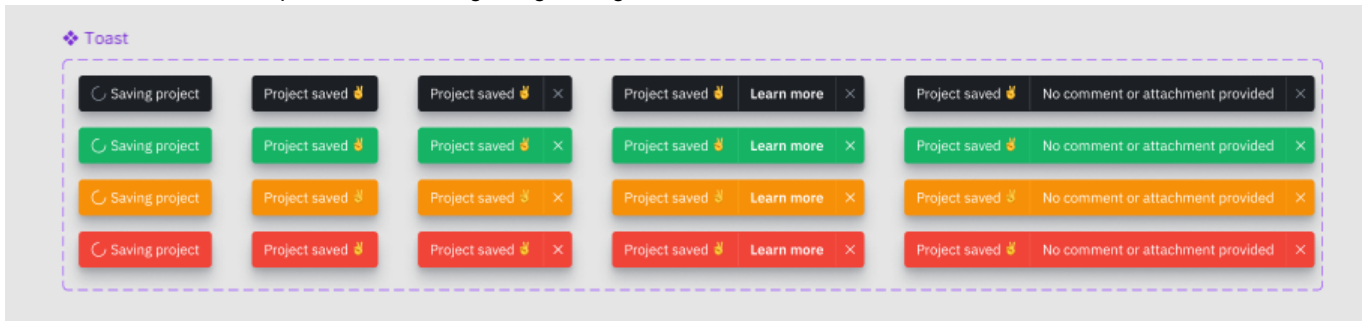 Toast
Saving project Project saved ✌ Project saved ✌ × Project saved ✌ Learn more × Project saved ✌ No comment or attachment provided ×
Saving project Project saved ✌ Project saved ✌ × Project saved ✌ Learn more × Project saved ✌ No comment or attachment provided ×
Saving project Project saved ✌ Project saved ✌ × Project saved ✌ Learn more × Project saved ✌ No comment or attachment provided ×
Saving project Project saved ✌ Project saved ✌ × Project saved ✌ Learn more × Project saved ✌ No comment or attachment provided ×